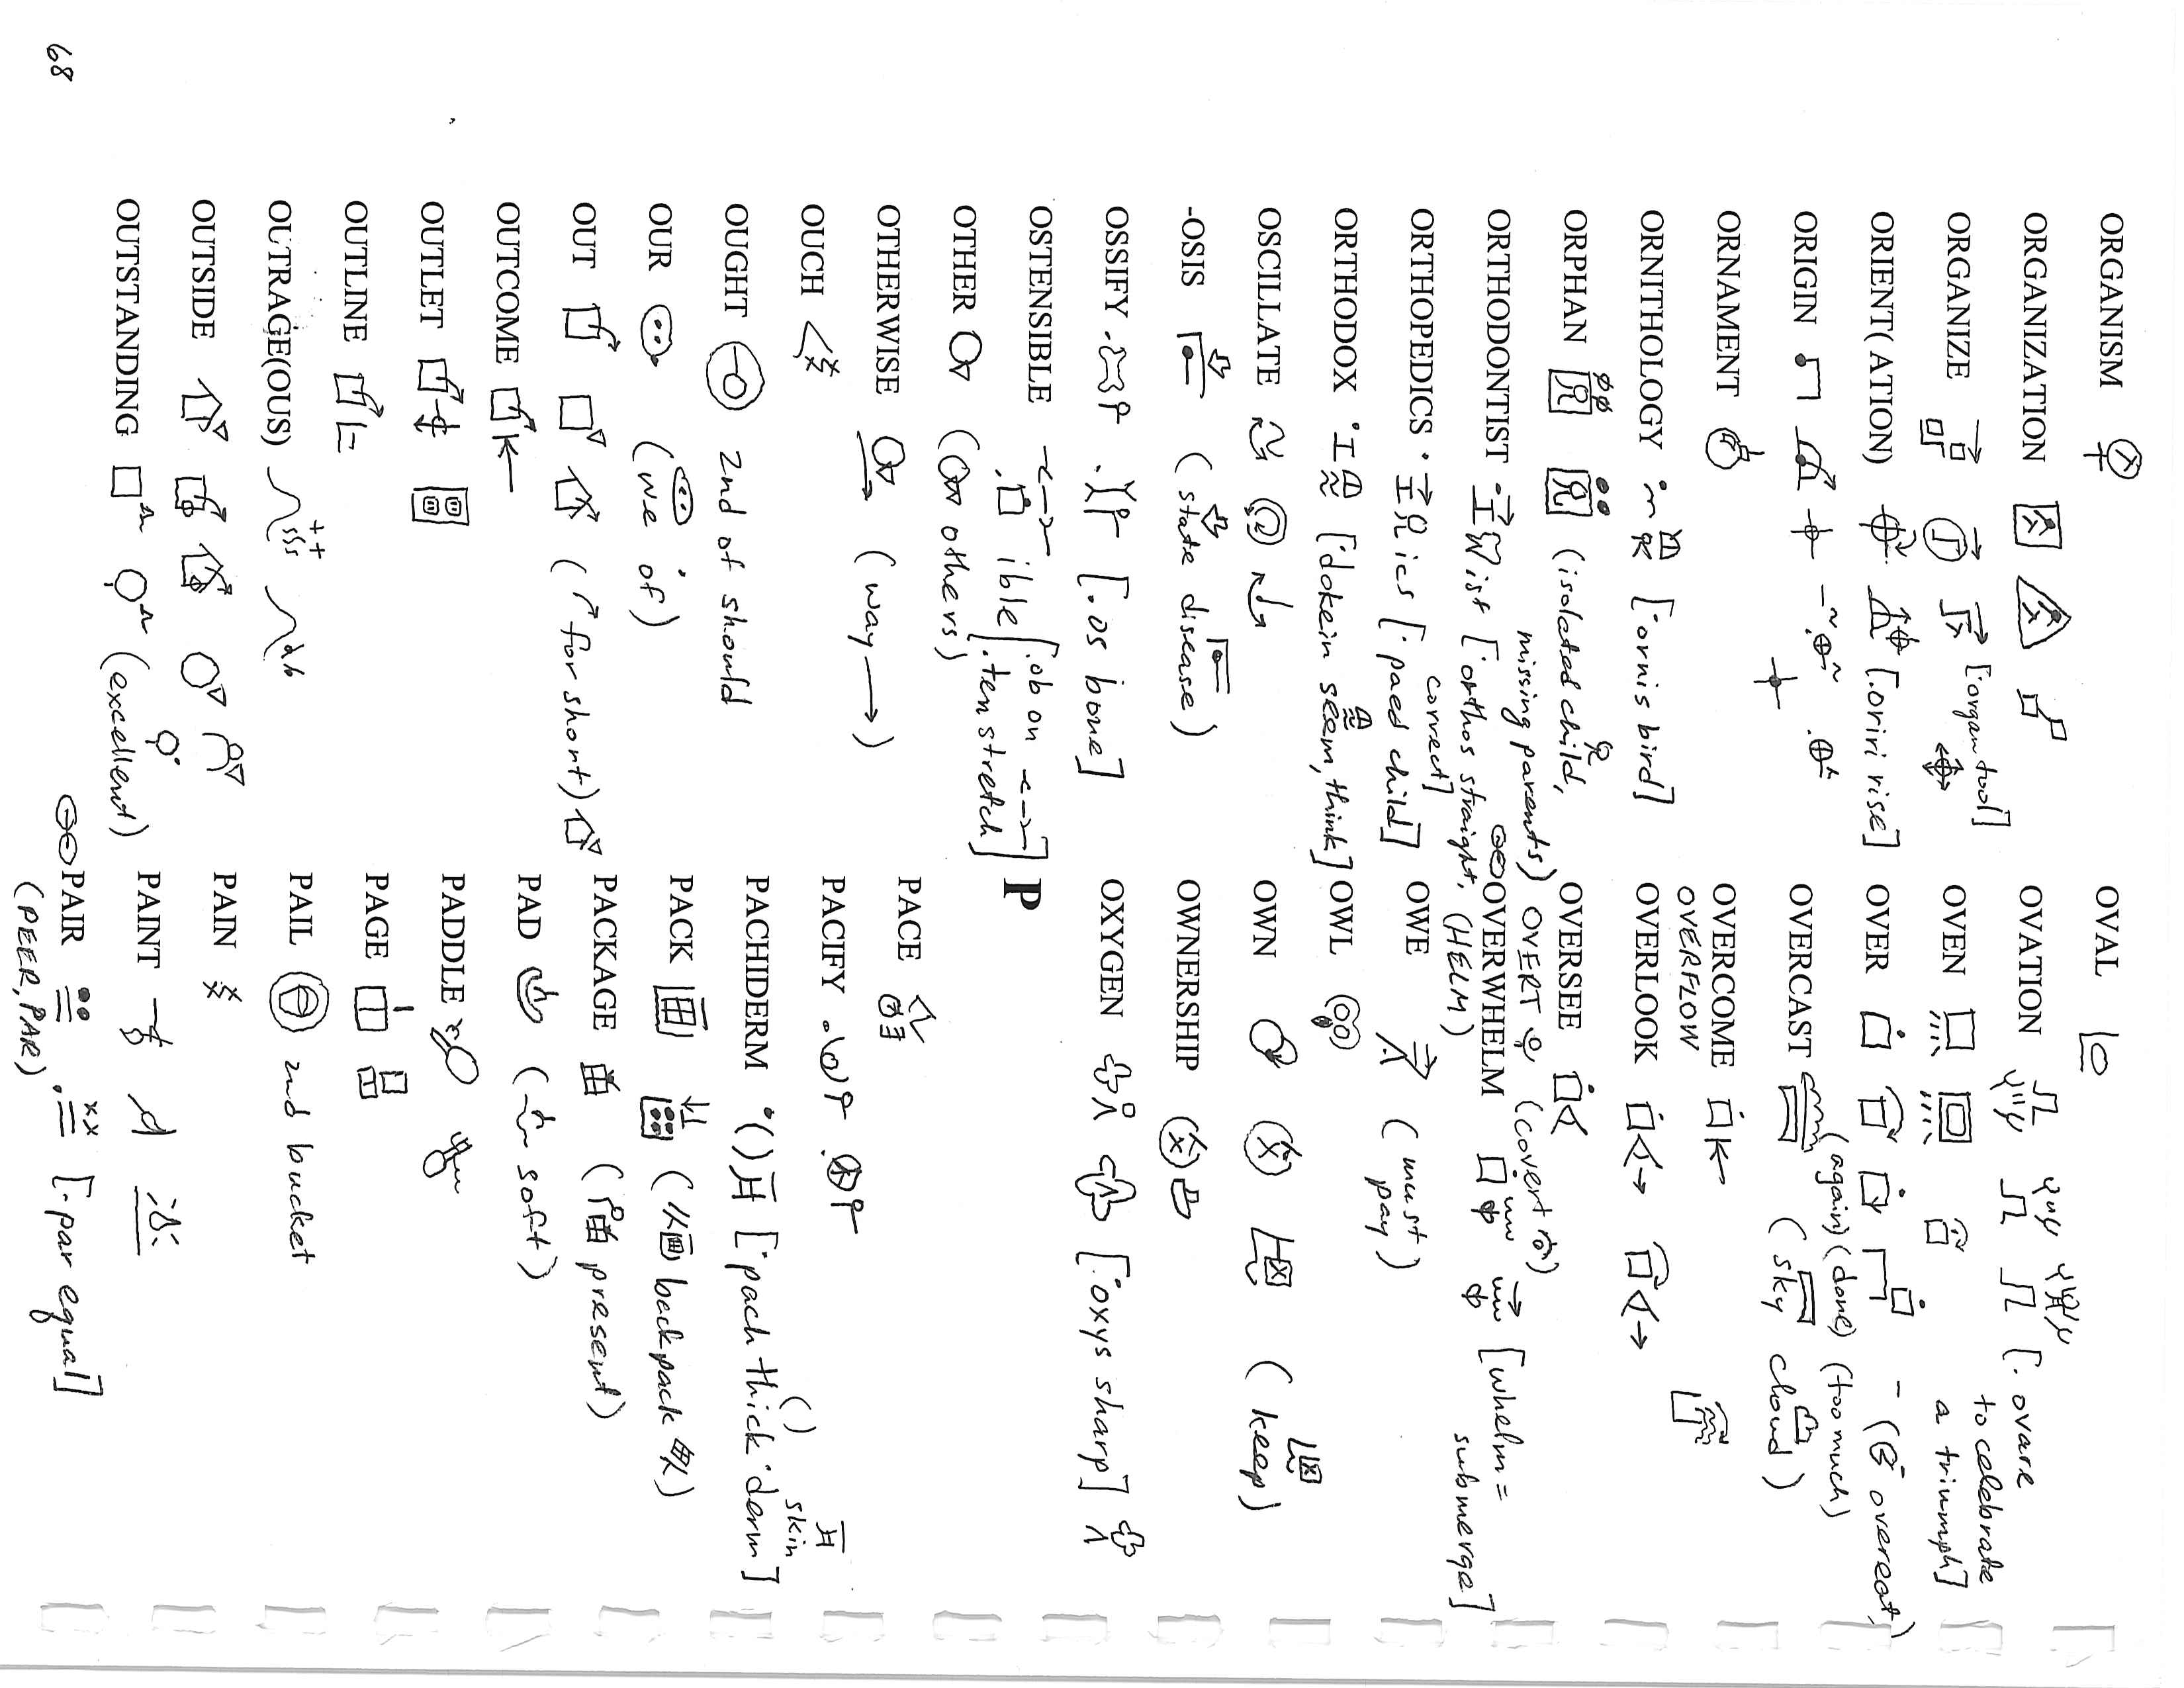 ORGANISM
ORGANIZATION
ORGANIZE ['organ tool]
ORIENT(ATION) [.oriri rise]
ORIGIN
ORNAMENT
ORNITHOLOGY [˙ornis bird]
ORPHAN (isolated child,
missing parents)
ORTHODONTIST ist [˙orthos straight,
correct]
ORTHOPEDICS ics [˙paed child]
ORTHODOX [˙dokein seem, think]
OSCILLATE
-OSIS (state disease)
OSSIFY [.os bone]
OSTENSIBLE ible [.ob on
.ten stretch]
OTHER ( others)
OTHERWISE (way →)
OUCH
OUGHT 2nd of should
OUR (we of)
OUT ( for short)
OUTCOME
OUTLET
OUTLINE
OUTRAGE(OUS)
OUTSIDE
OUTSTANDING (excellent)
OVAL
OVATION [. ovare
to celebrate
a triumph]
OVEN
OVER (again) (done) (too much) - ( overeat)
OVERCAST (sky cloud)
OVERCOME
OVERFLOW
OVERLOOK
OVERSEE
OVERT (covert )
OVERWHELM [whelm =
submerge]
(HELM)
OWE (must
pay)
OWL
OWN (keep)
OWNERSHIP
OXYGEN [˙oxys sharp]
P
PACE
PACIFY
PACHIDERM [˙pach thick ˙derm]
skin
PACK ( backpack )
PACKAGE ( present)
PAD ( soft)
PADDLE
PAGE
PAIL 2nd bucket
PAIN
PAINT
PAIR [.par equal]
(PEER, PAR)
68